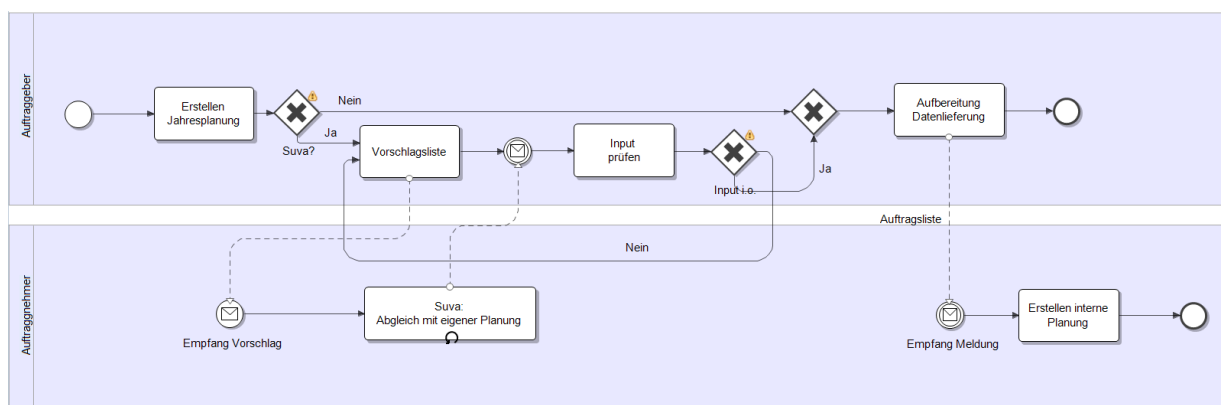 Auftraggeber
Erstellen
Jahresplanung
Suva?
Nein
Ja
Vorschlagsliste
Input
prüfen
Input i.o.
Ja
Aufbereitung
Datenlieferung
Auftragsliste
Nein
Auftraggnehmer
Empfang Vorschlag
Suva:
Abgleich mit eigener Planung
Empfang Meldung
Erstellen interne
Planung